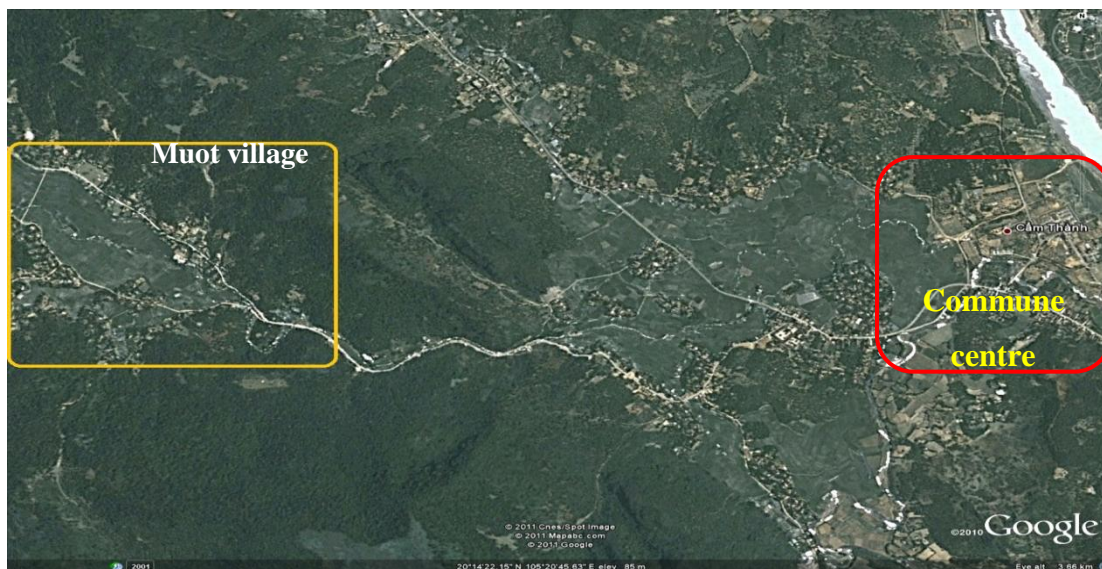 N
Muot village
Cẩm Thành
Commune
centre
© 2011 Cnes/Spot Image
© 2011 Mapabc.com
© 2011 Google
©2010 Google
2001
20°14'22.15" N 105°20'45.63" E elev 85 m
Eye alt 3.66 km